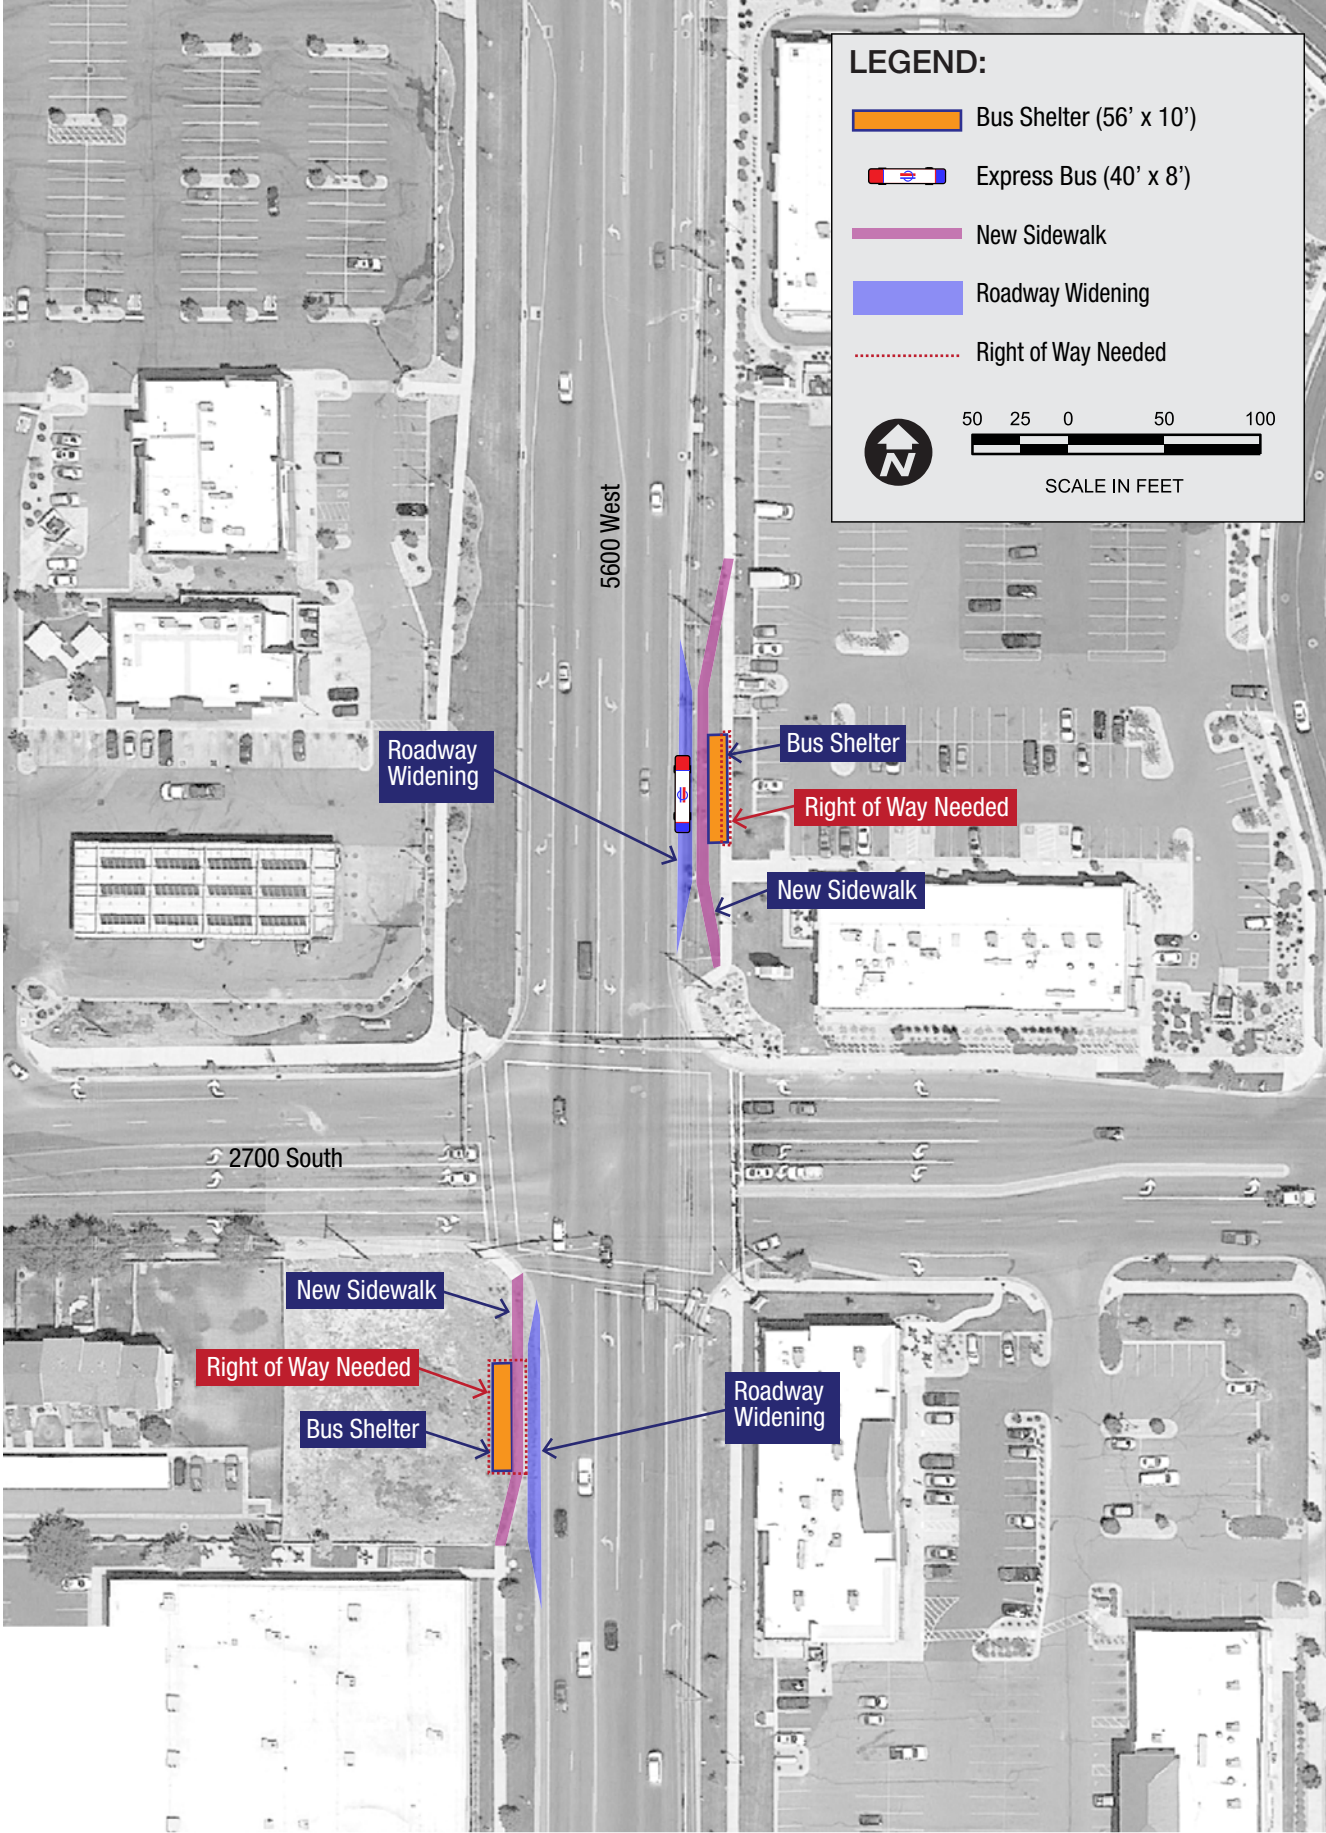 LEGEND:
Bus Shelter (56’ x 10’)
Express Bus (40’ x 8’)
New Sidewalk
Roadway Widening
Right of Way Needed
N
50 25 0 50 100
SCALE IN FEET
5600 West
Roadway
Widening
Bus Shelter
Right of Way Needed
New Sidewalk
2700 South
New Sidewalk
Right of Way Needed
Bus Shelter
Roadway
Widening